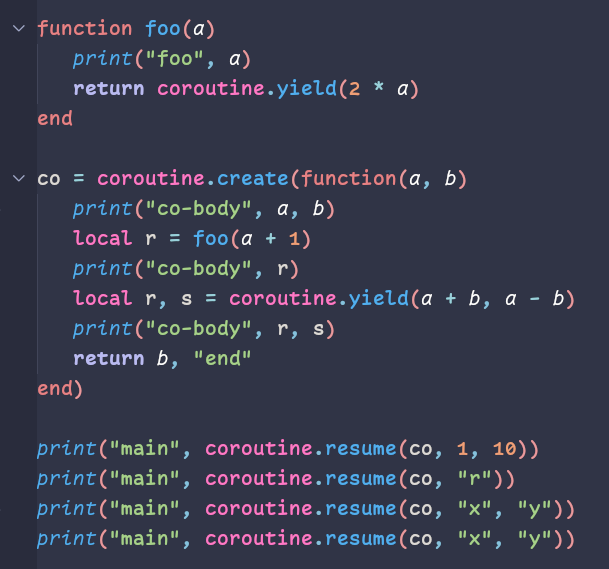 function foo(a)
    print("foo", a)
    return coroutine.yield(2 * a)
end

co = coroutine.create(function(a, b)
    print("co-body", a, b)
    local r = foo(a + 1)
    print("co-body", r)
    local r, s = coroutine.yield(a + b, a - b)
    print("co-body", r, s)
    return b, "end"
end)

print("main", coroutine.resume(co, 1, 10))
print("main", coroutine.resume(co, "r"))
print("main", coroutine.resume(co, "x", "y"))
print("main", coroutine.resume(co, "x", "y"))